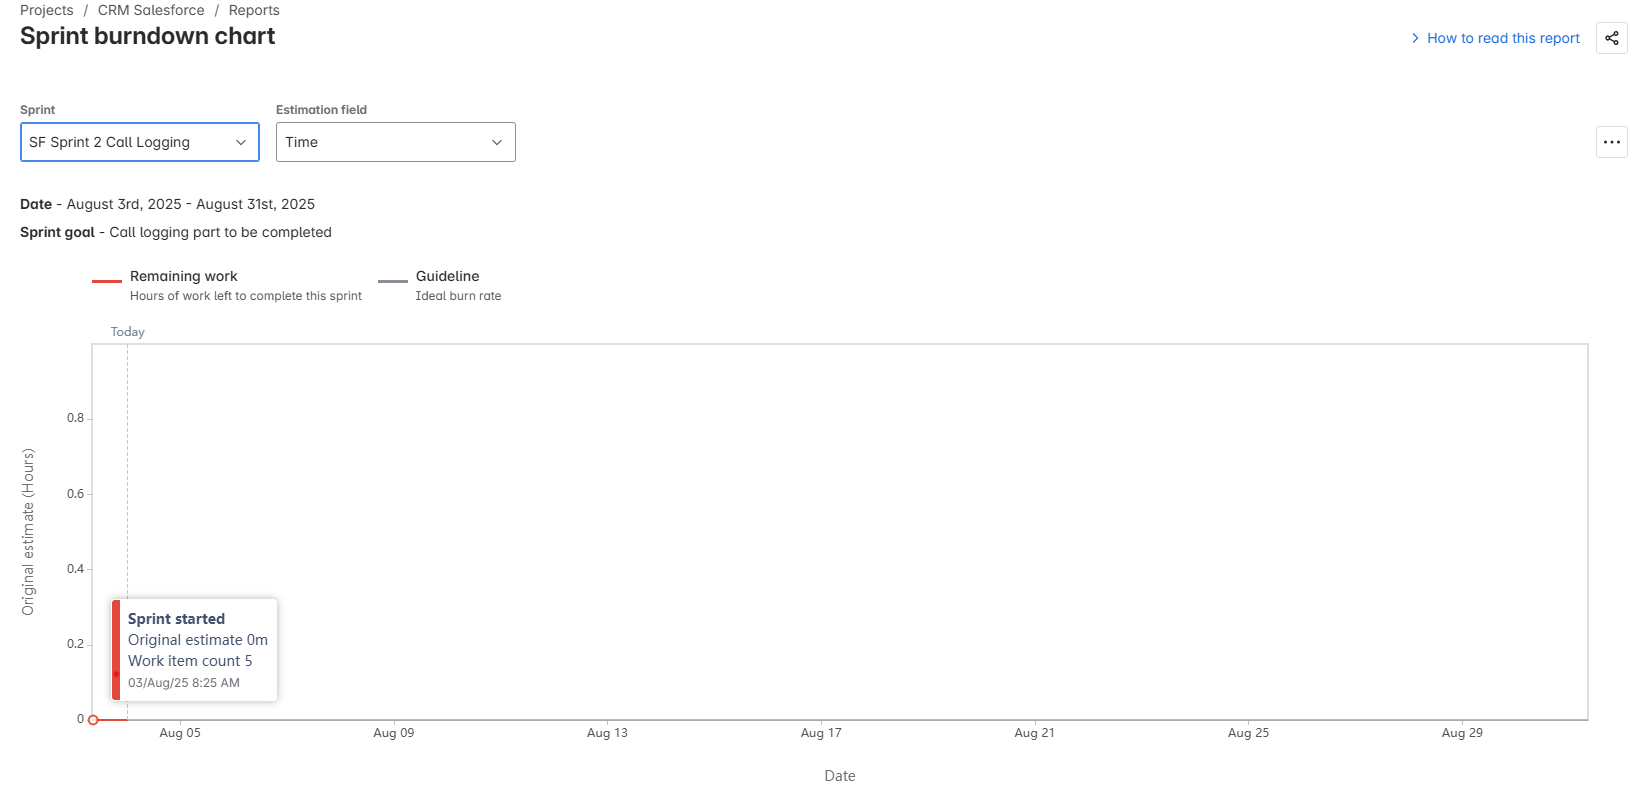 Projects / CRM Salesforce / Reports
Sprint burndown chart
How to read this report
Sprint
Estimation field
SF Sprint 2 Call Logging
Time
Date - August 3rd, 2025 - August 31st, 2025
Sprint goal - Call logging part to be completed
Remaining work
Hours of work left to complete this sprint
Guideline
Ideal burn rate
Today
Original estimate (Hours)
0.8
0.6
0.4
0.2
0
Sprint started
Original estimate 0m
Work item count 5
03/Aug/25 8:25 AM
Aug 05
Aug 09
Aug 13
Aug 17
Aug 21
Aug 25
Aug 29
Date